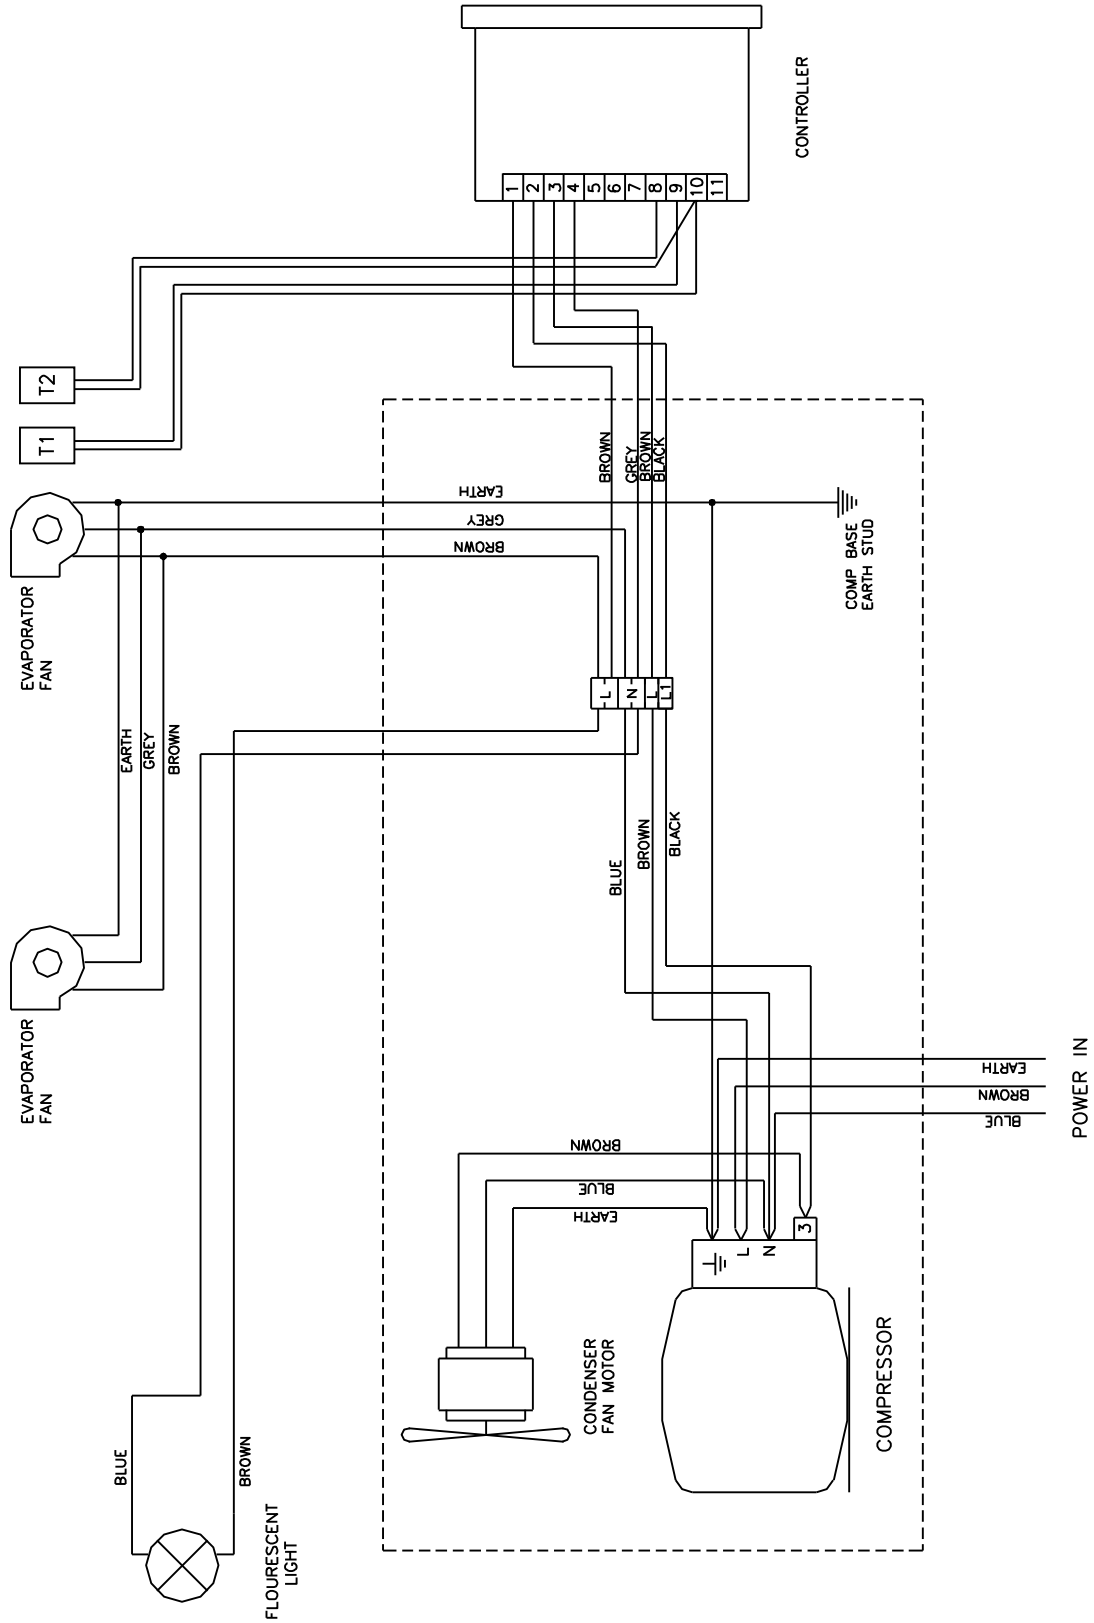 CONTROLLER
1
2
3
4
5
6
7
8
9
10
11
T2
T1
EVAPORATOR
FAN
EARTH
GREY
BROWN
BROWN
GREY
BROWN
BLACK
COMP BASE
EARTH STUD
EARTH
GREY
BROWN
L
N
L
L1
BLUE
BROWN
BLACK
EVAPORATOR
FAN
EARTH
BROWN
BLUE
POWER IN
BROWN
BLUE
EARTH
L
N
3
CONDENSER
FAN MOTOR
COMPRESSOR
BLUE
BROWN
FLOURESCENT
LIGHT